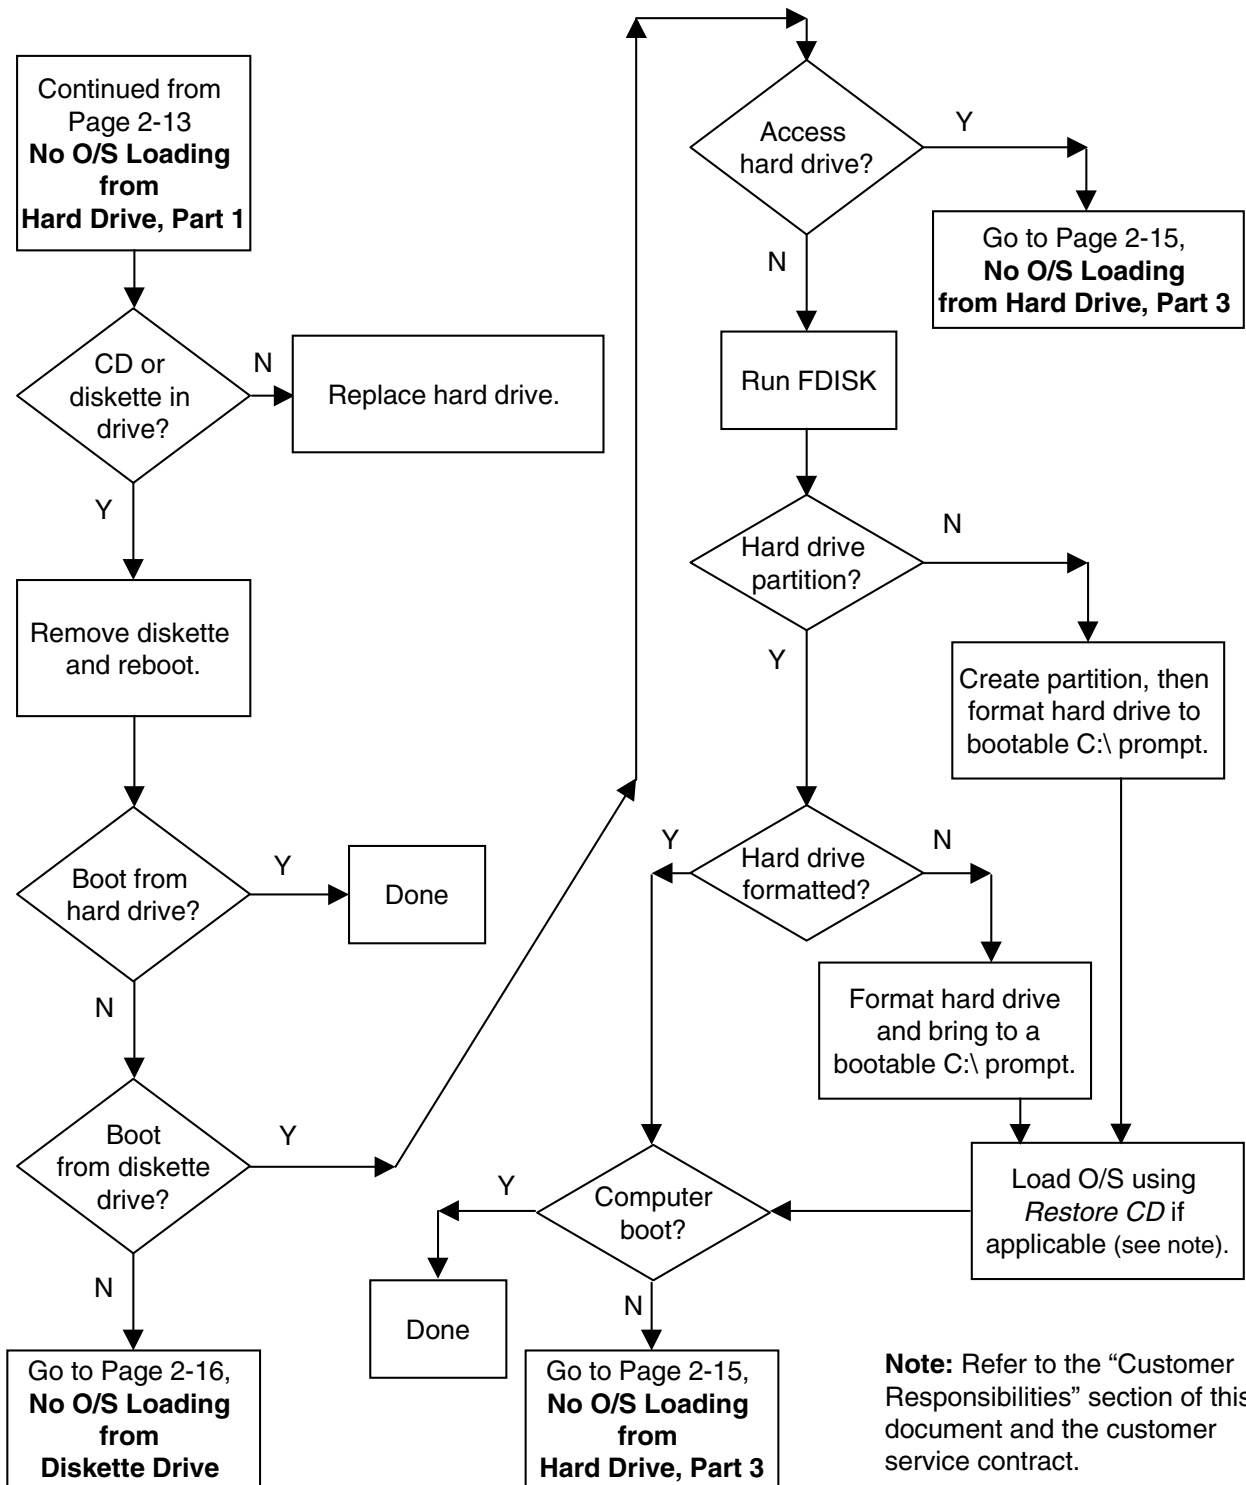 Continued from
Page 2-13
No O/S Loading
from
Hard Drive, Part 1
CD or
diskette in
drive?
N
Replace hard drive.
Y
Remove diskette
and reboot.
Boot from
hard drive?
Y
Done
N
Boot
from diskette
drive?
Y
N
Go to Page 2-16,
No O/S Loading
from
Diskette Drive
Access
hard drive?
Y
Go to Page 2-15,
No O/S Loading
from Hard Drive, Part 3
N
Run FDISK
Hard drive
partition?
N
Create partition, then
format hard drive to
bootable C:\ prompt.
Y
Hard drive
formatted?
Y
N
Format hard drive
and bring to a
bootable C:\ prompt.
Load O/S using
Restore CD if
applicable (see note).
Computer
boot?
Y
Done
N
Go to Page 2-15,
No O/S Loading
from
Hard Drive, Part 3
Note: Refer to the “Customer
Responsibilities” section of this
document and the customer
service contract.